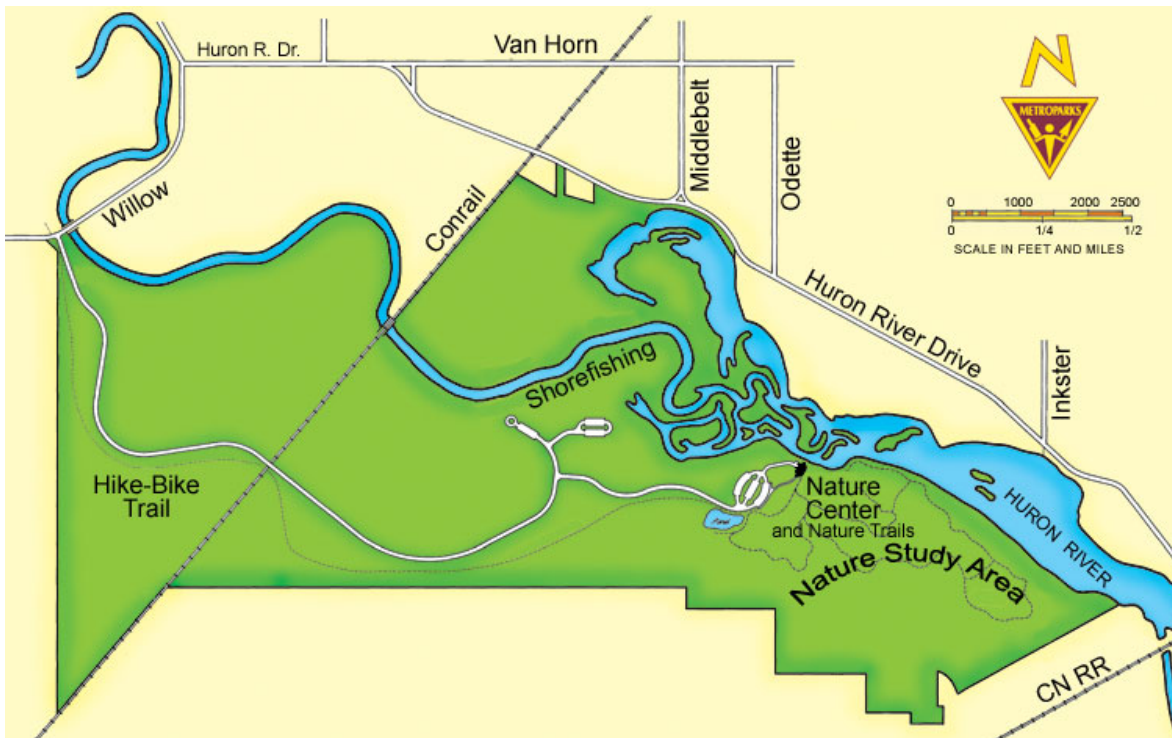 Huron R. Dr.
Van Horn
N
METROPARKS
Middlebelt
Odette
Willow
Conrail
0 1000 2000 2500
0 1/4 1/2
SCALE IN FEET AND MILES
Huron River Drive
Inkster
Shorefishing
Hike-Bike
Trail
Nature
Center
and Nature Trails
Nature Study Area
HURON RIVER
CN RR